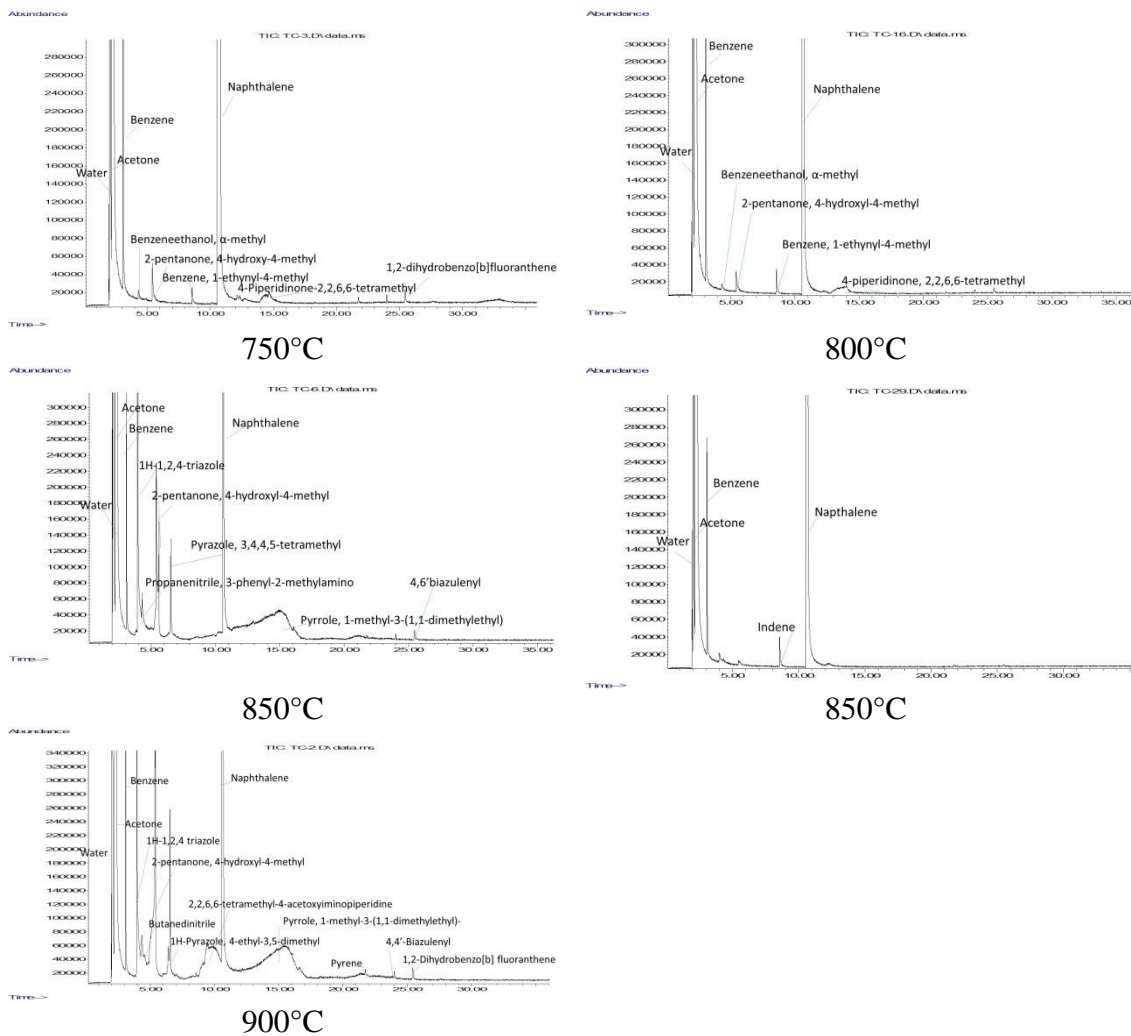 Abundance
TIC: TC-3.D\data.ms
280000
260000
240000
220000
200000
180000
160000
140000
120000
100000
80000
60000
40000
20000
Naphthalene
Benzene
Acetone
Water
Benzeneethanol, α-methyl
2-pentanone, 4-hydroxy-4-methyl
Benzene, 1-ethynyl-4-methyl
1,2-dihydrobenzo[b]fluoranthene
4-Piperidinone-2,2,6,6-tetramethyl
5.00 10.00 15.00 20.00 25.00 30.00
Time-->
750°C
Abundance
TIC: TC-16.D\data.ms
300000
280000
260000
240000
220000
200000
180000
160000
140000
120000
100000
80000
60000
40000
20000
Benzene
Acetone
Naphthalene
Water
Benzeneethanol, α-methyl
2-pentanone, 4-hydroxyl-4-methyl
Benzene, 1-ethynyl-4-methyl
4-piperidinone, 2,2,6,6-tetramethyl
5.00 10.00 15.00 20.00 25.00 30.00 35.00
Time-->
800°C
Abundance
TIC: TC-6.D\data.ms
300000
280000
260000
240000
220000
200000
180000
160000
140000
120000
100000
80000
60000
40000
20000
Acetone
Naphthalene
Benzene
1H-1,2,4-triazole
2-pentanone, 4-hydroxyl-4-methyl
Water
Pyrazole, 3,4,4,5-tetramethyl
Propanenitrile, 3-phenyl-2-methylamino
4,6'biazulenyl
Pyrrole, 1-methyl-3-(1,1-dimethylethyl)
5.00 10.00 15.00 20.00 25.00 30.00 35.00
Time-->
850°C
Abundance
TIC: TC-29.D\data.ms
300000
280000
260000
240000
220000
200000
180000
160000
140000
120000
100000
80000
60000
40000
20000
Benzene
Napthalene
Acetone
Water
Indene
5.00 10.00 15.00 20.00 25.00 30.00 35.00
Time-->
850°C
Abundance
TIC: TC-2.D\data.ms
340000
320000
300000
280000
260000
240000
220000
200000
180000
160000
140000
120000
100000
80000
60000
40000
20000
Benzene
Naphthalene
Acetone
1H-1,2,4 triazole
Water
2-pentanone, 4-hydroxyl-4-methyl
2,2,6,6-tetramethyl-4-acetoxyiminopiperidine
Butanedinitrile
Pyrrole, 1-methyl-3-(1,1-dimethylethyl)-
1H-Pyrazole, 4-ethyl-3,5-dimethyl
4,4'-Biazulenyl
Pyrene
1,2-Dihydrobenzo[b] fluoranthene
5.00 10.00 15.00 20.00 25.00 30.00 35.00
Time-->
900°C